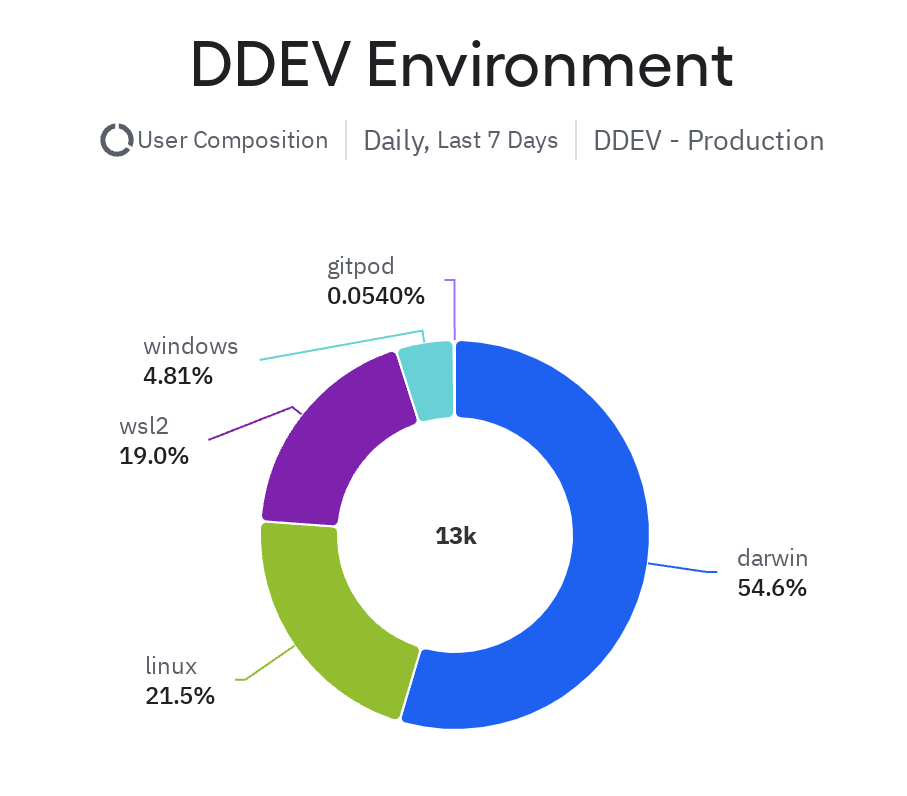 DDEV Environment
User Composition
Daily, Last 7 Days
DDEV - Production
gitpod
0.0540%
windows
4.81%
wsl2
19.0%
13k
darwin
54.6%
linux
21.5%